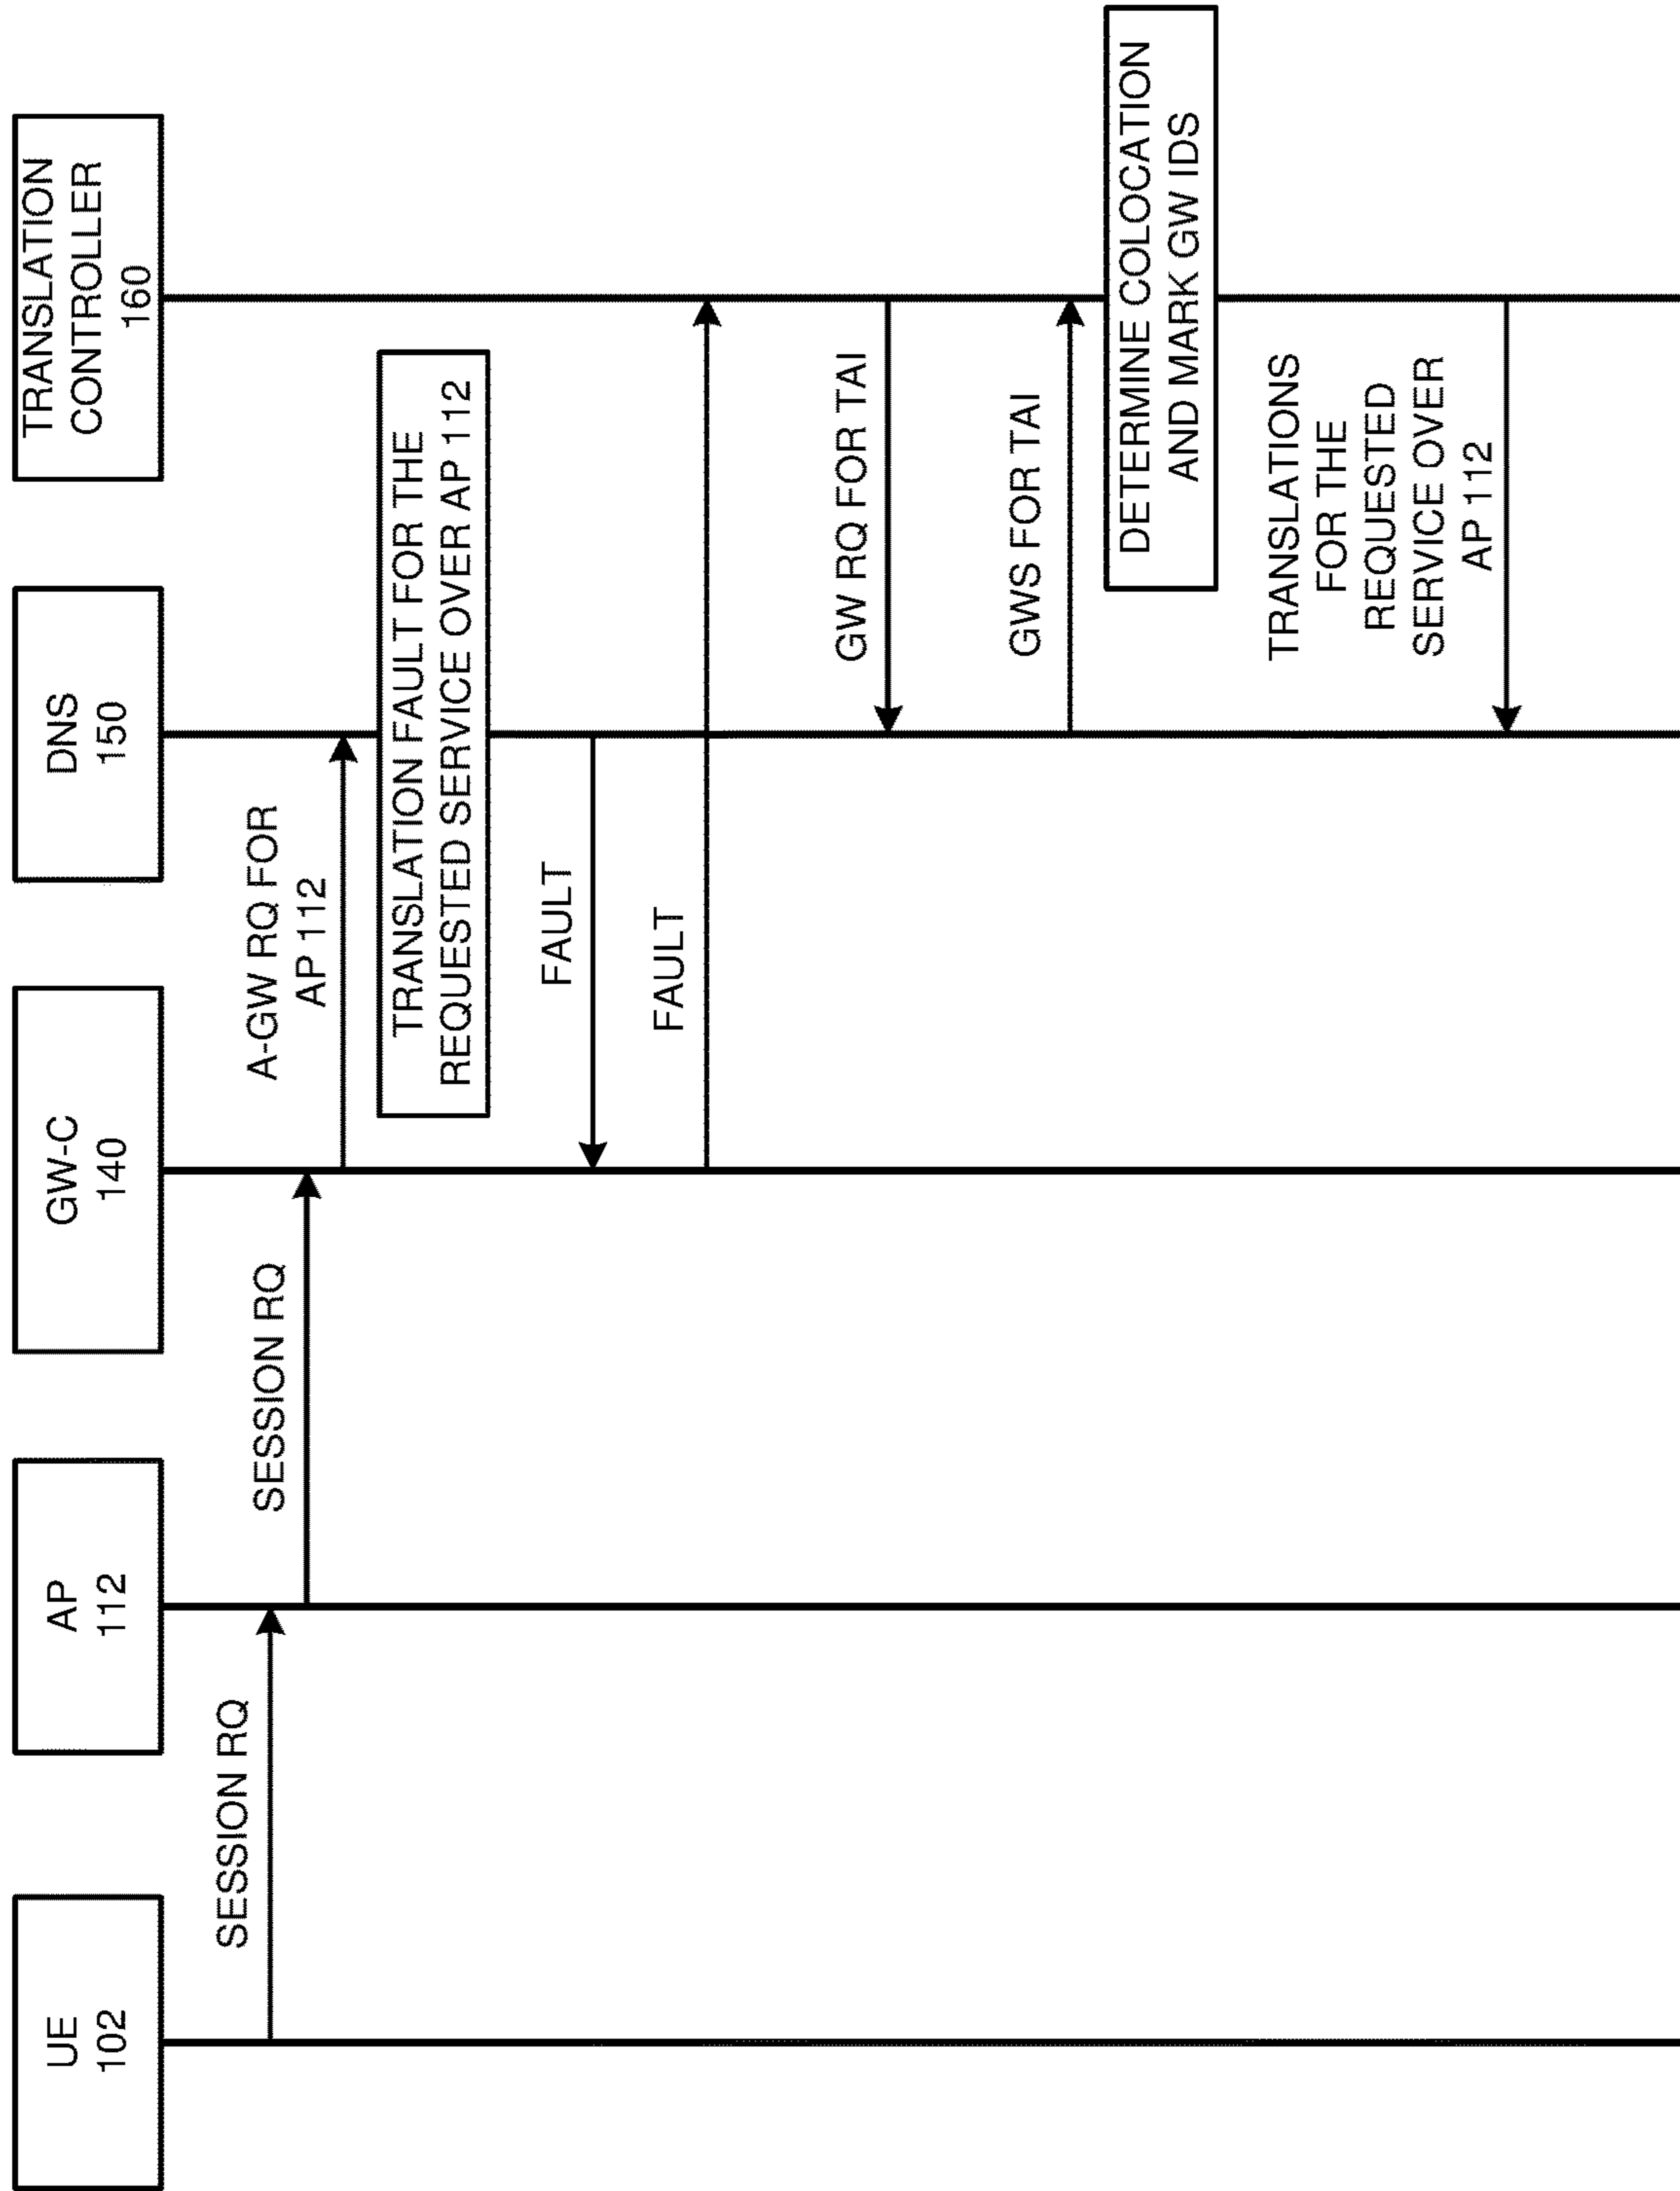 UE
102
AP
112
GW-C
140
DNS
150
TRANSLATION
CONTROLLER
160
SESSION RQ
SESSION RQ
A-GW RQ FOR
AP 112
TRANSLATION FAULT FOR THE
REQUESTED SERVICE OVER AP 112
FAULT
FAULT
GW RQ FOR TAI
GWS FOR TAI
DETERMINE COLOCATION
AND MARK GW IDS
TRANSLATIONS
FOR THE
REQUESTED
SERVICE OVER
AP 112